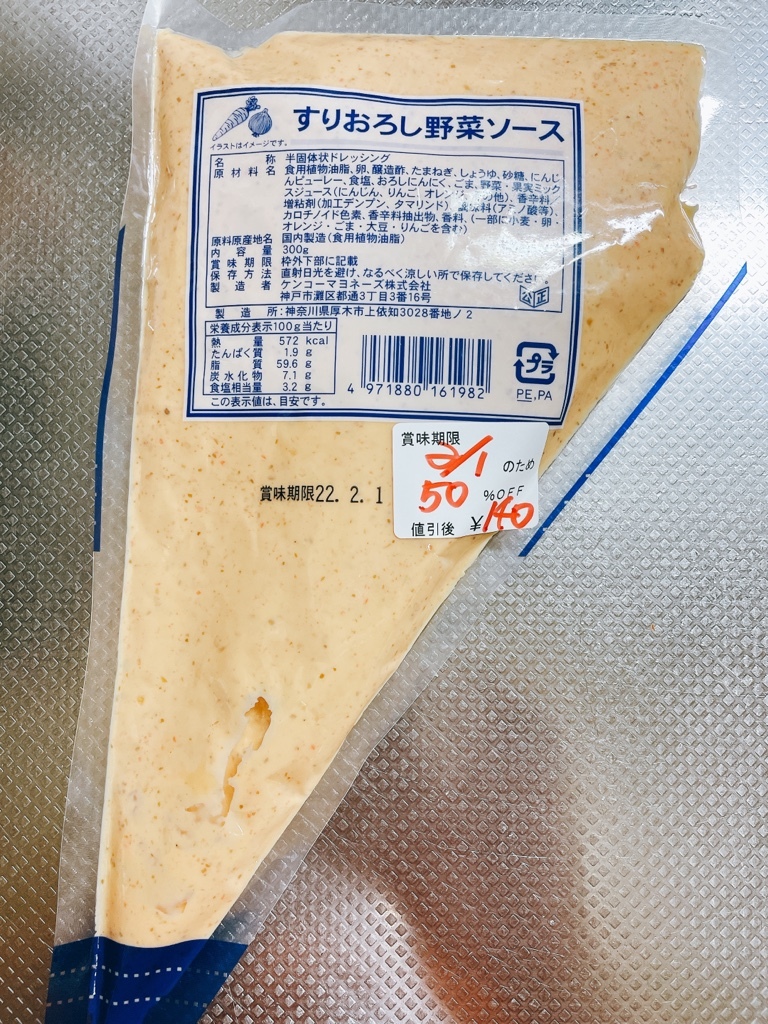 すりおろし野菜ソース
イラストはイメージです。
名称 半固体状ドレッシング
原材料名 食用植物油脂、卵、醸造酢、たまねぎ、しょうゆ、砂糖、にんじ
んピューレー、食塩、おろしにんにく、ごま、野菜・果実ミック
スジュース(にんじん、りんご、オレンジ、その他)、香辛料、
増粘剤(加工デンプン、タマリンド)、調味料(アミノ酸等)、
カロチノイド色素、香辛料抽出物、香料、(一部に小麦・卵・
オレンジ・ごま・大豆・りんごを含む)
原料原産地名 国内製造(食用植物油脂)
内容量 300g
賞味期限 枠外下部に記載
保存方法 直射日光を避け、なるべく涼しい所で保存してください。
製造者 ケンコーマヨネーズ株式会社
神戸市灘区都通3丁目3番16号
公正
製造所:神奈川県厚木市上依知3028番地ノ2
栄養成分表示100g当たり
熱量 572 kcal
たんぱく質 1.9 g
脂質 59.6 g
炭水化物 7.1 g
食塩相当量 3.2 g
この表示値は、目安です。
4 971880 161982
プラ
PE,PA
賞味期限
2/1 のため
50 %OFF
値引後 ¥140
賞味期限22. 2. 1